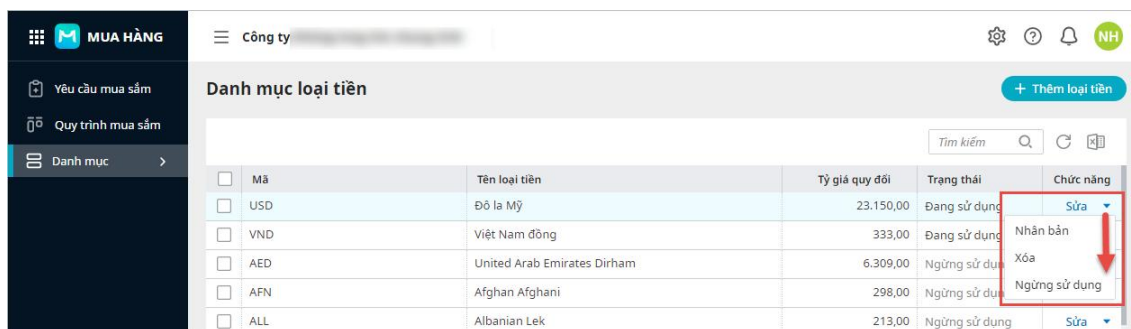 MUA HÀNG
Công ty
NH
Yêu cầu mua sắm
Quy trình mua sắm
Danh mục
Danh mục loại tiền
+ Thêm loại tiền
Tìm kiếm
Mã Tên loại tiền Tỷ giá quy đổi Trạng thái Chức năng
USD Đô la Mỹ 23.150,00 Đang sử dụng Sửa
VND Việt Nam đồng 333,00 Đang sử dụng
AED United Arab Emirates Dirham 6.309,00 Ngừng sử
AFN Afghan Afghani 298,00 Ngừng sử
ALL Albanian Lek 213,00 Ngừng sử dụng Sửa
Nhân bản
Xóa
Ngừng sử dụng